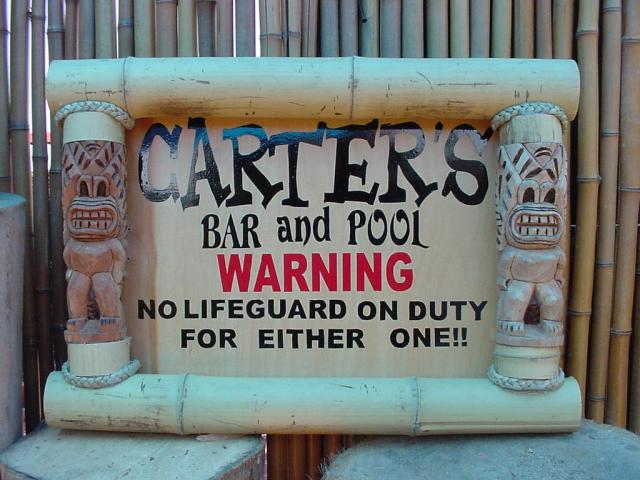 CARTER'S
BAR and POOL
WARNING
NO LIFEGUARD ON DUTY
FOR EITHER ONE!!